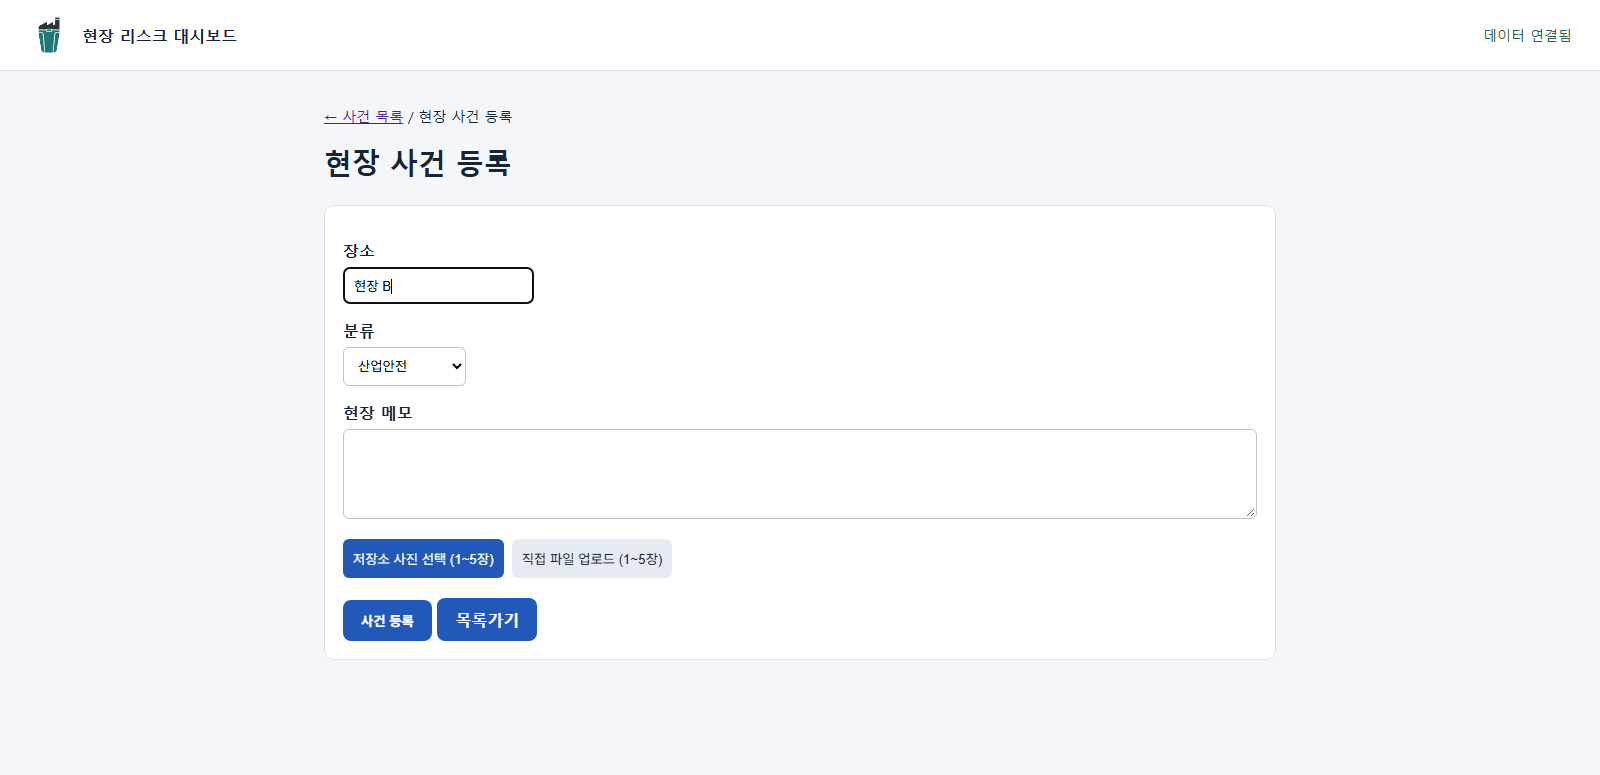 현장 리스크 대시보드
데이터 연결됨
← 사건 목록 / 현장 사건 등록
현장 사건 등록
장소
현장 B
분류
산업안전
현장 메모
저장소 사진 선택 (1~5장) 직접 파일 업로드 (1~5장)
사건 등록 목록가기